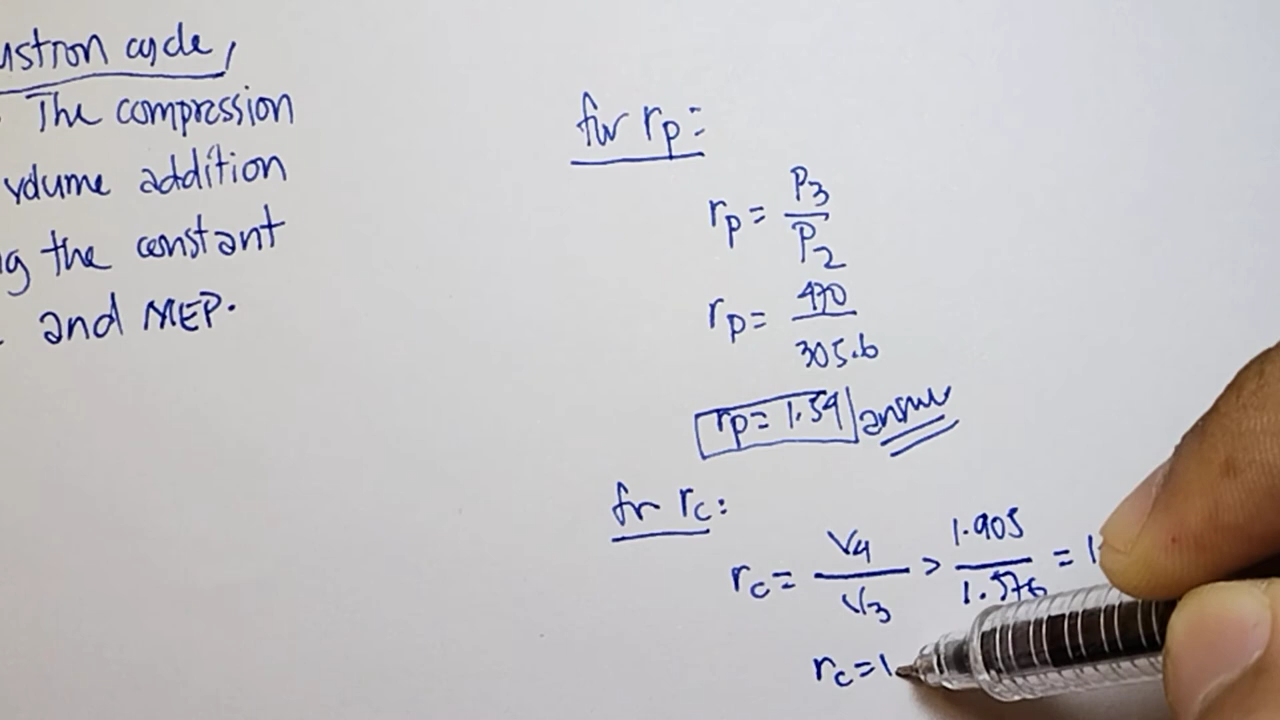 ustion cycle,
The compression
volume addition
g the constant
and MEP.
for rp:
rp = P3/P2
rp = 470/305.6
rp = 1.54 answer
for rc:
rc = V4/V3 > 1.905/1.576 = 1
rc = 1.